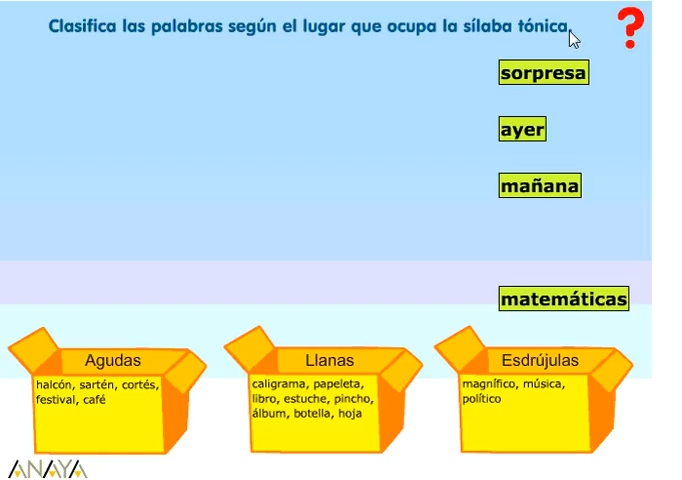 Clasifica las palabras según el lugar que ocupa la sílaba tónica.
?
sorpresa
ayer
mañana
matemáticas
Agudas
halcón, sartén, cortés,
festival, café
Llanas
caligrama, papeleta,
libro, estuche, pincho,
álbum, botella, hoja
Esdrújulas
magnífico, música,
político
ANAYA